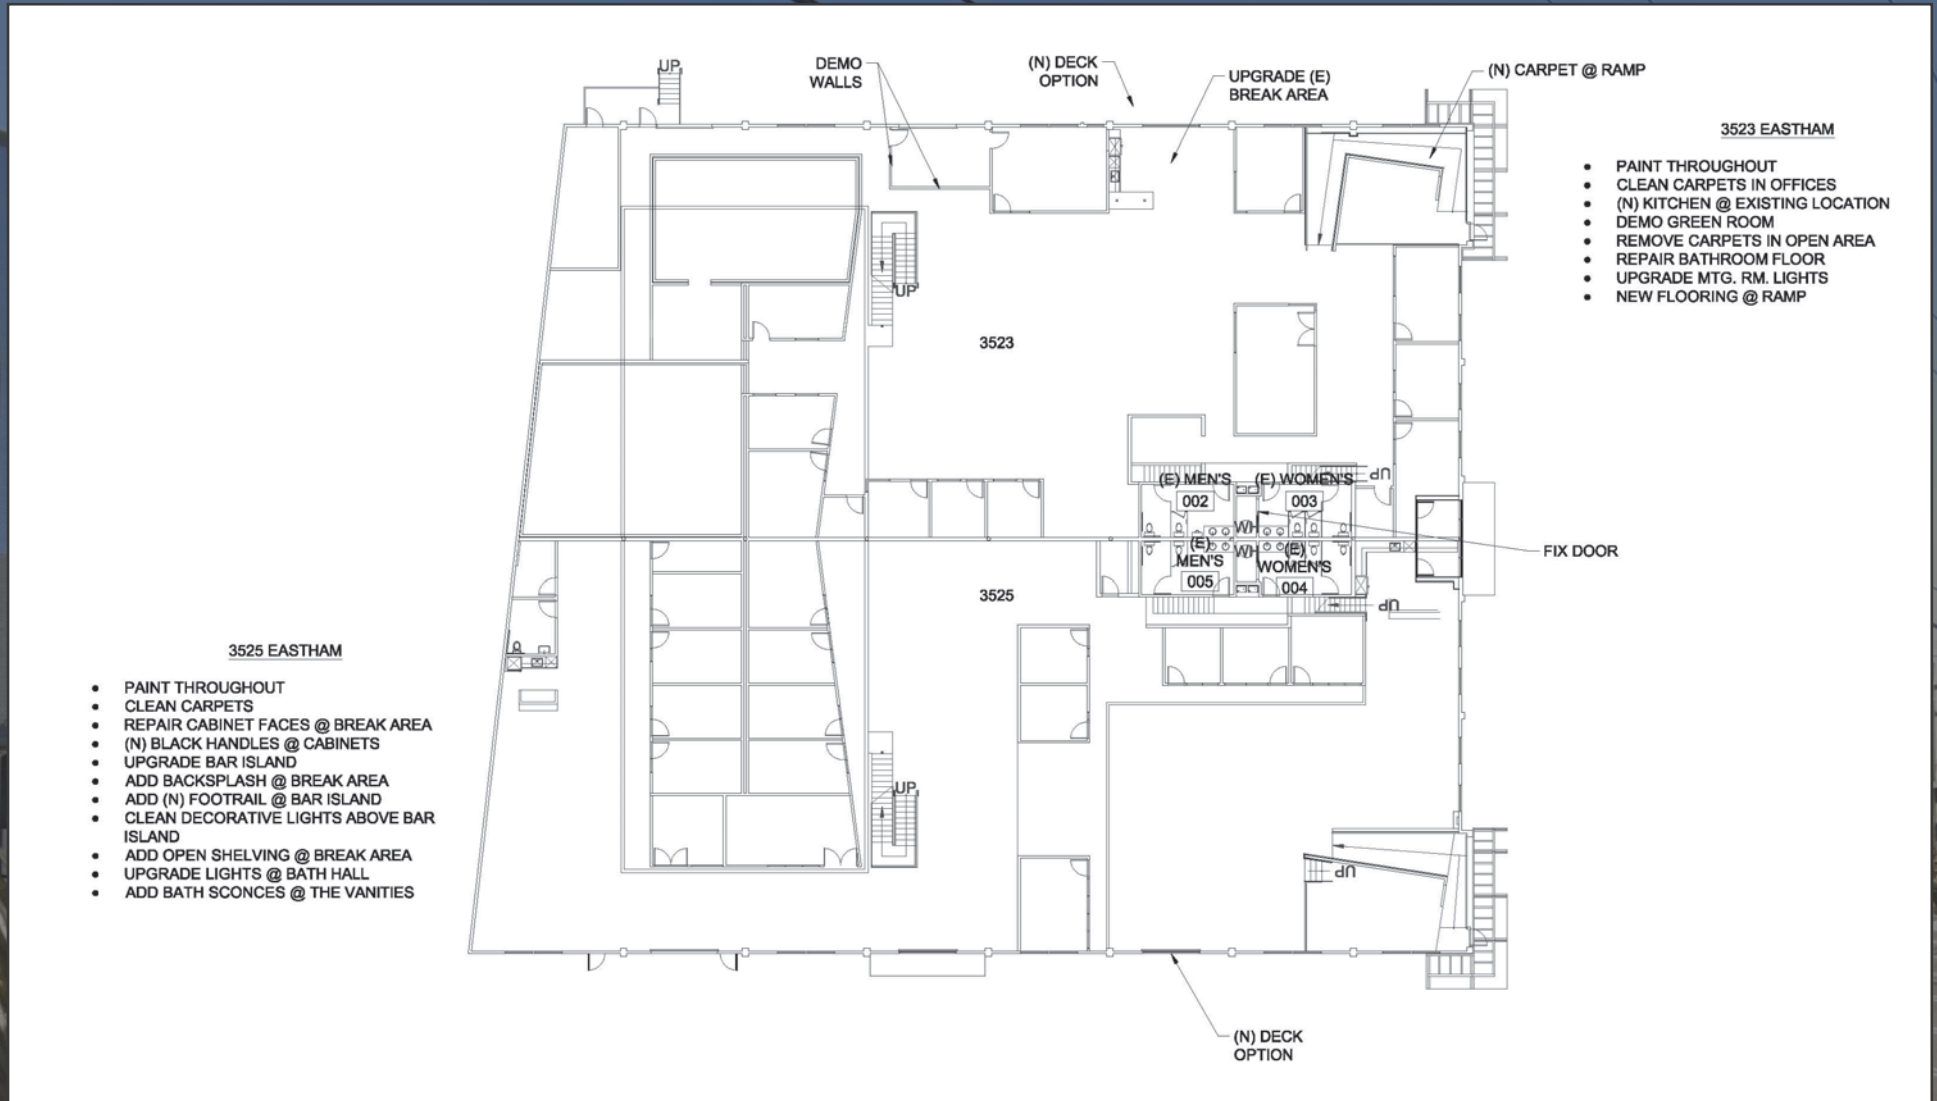 UP
DEMO
WALLS
(N) DECK
OPTION
UPGRADE (E)
BREAK AREA
(N) CARPET @ RAMP
3523 EASTHAM
• PAINT THROUGHOUT
• CLEAN CARPETS IN OFFICES
• (N) KITCHEN @ EXISTING LOCATION
• DEMO GREEN ROOM
• REMOVE CARPETS IN OPEN AREA
• REPAIR BATHROOM FLOOR
• UPGRADE MTG. RM. LIGHTS
• NEW FLOORING @ RAMP
UP
3523
(E) MEN'S
002
(E) WOMEN'S
003
UP
WH
WH
(E)
MEN'S
005
(E)
WOMEN'S
004
UP
FIX DOOR
3525
3525 EASTHAM
• PAINT THROUGHOUT
• CLEAN CARPETS
• REPAIR CABINET FACES @ BREAK AREA
• (N) BLACK HANDLES @ CABINETS
• UPGRADE BAR ISLAND
• ADD BACKSPLASH @ BREAK AREA
• ADD (N) FOOTRAIL @ BAR ISLAND
• CLEAN DECORATIVE LIGHTS ABOVE BAR
ISLAND
• ADD OPEN SHELVING @ BREAK AREA
• UPGRADE LIGHTS @ BATH HALL
• ADD BATH SCONCES @ THE VANITIES
UP
UP
(N) DECK
OPTION